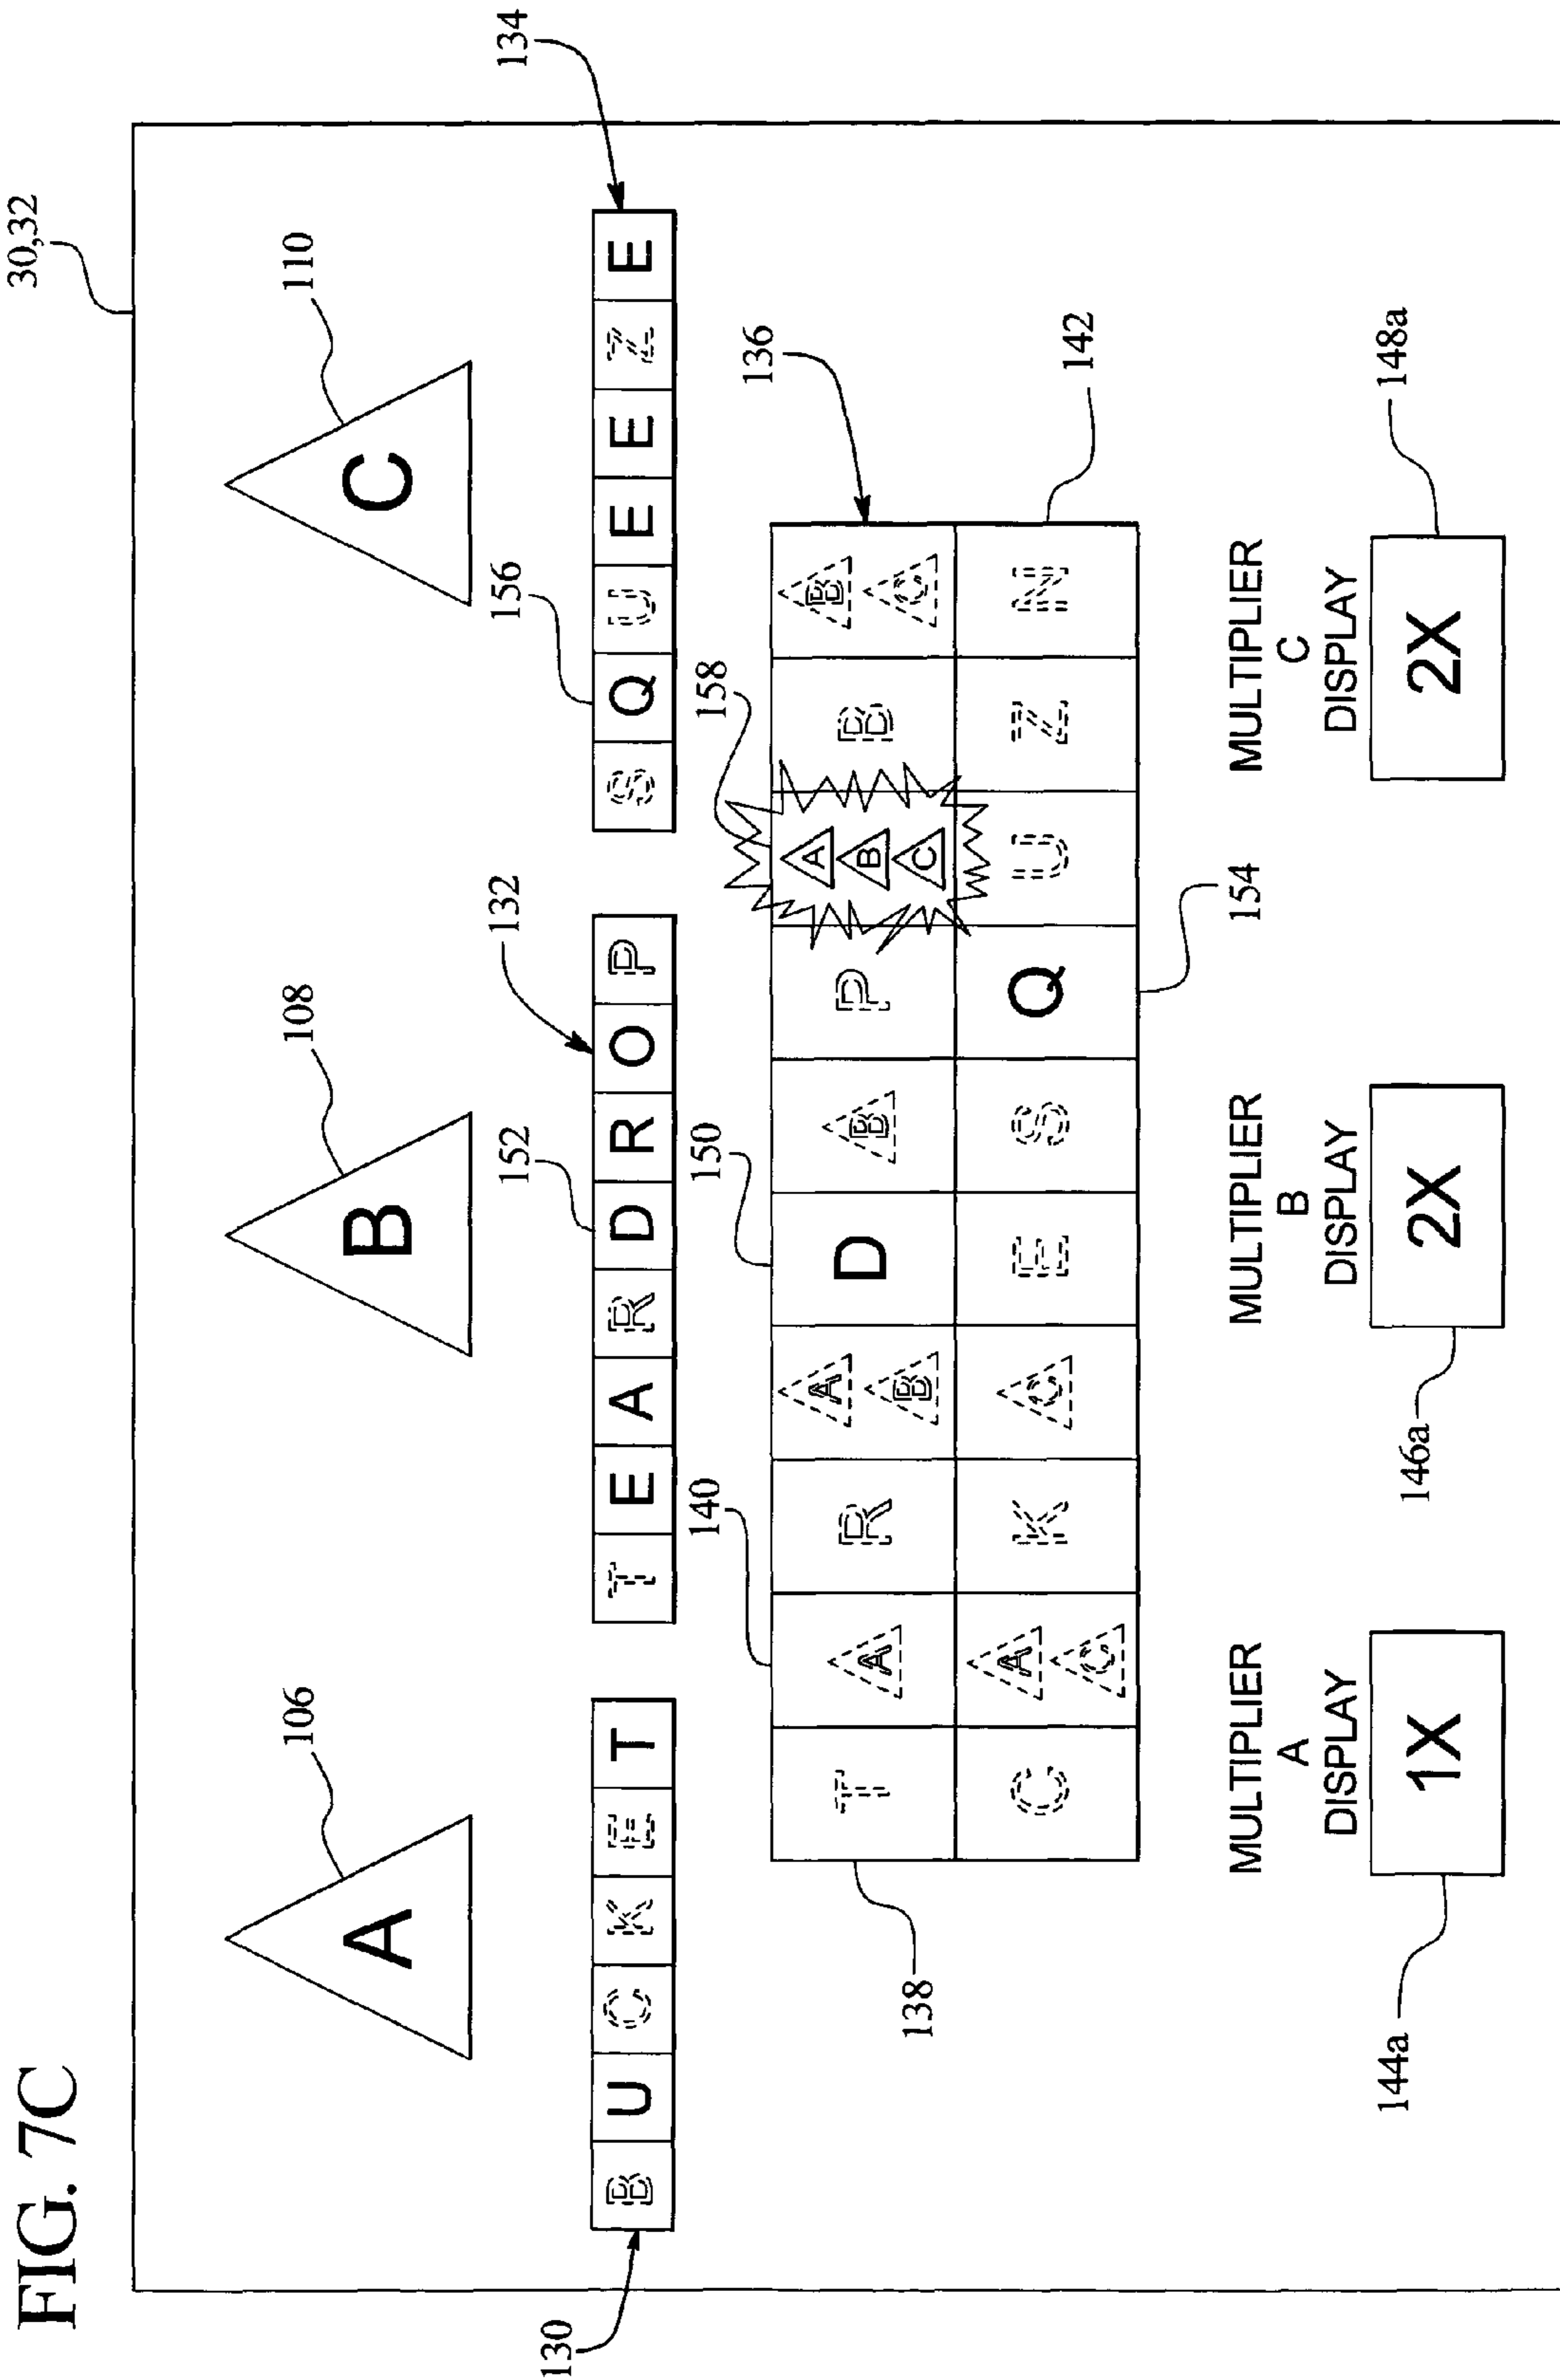 FIG. 7C
30,32
106
108
110
A
B
C
132
134
152
156
B U C K E T
T E A R D R O P
S Q U E E Z E
130
140
150
158
136
T A R A B D B P A B C B B C
C A C K C E S Q U Z N
138
142
154
MULTIPLIER A DISPLAY
MULTIPLIER B DISPLAY
MULTIPLIER C DISPLAY
1X
2X
2X
144a
146a
148a